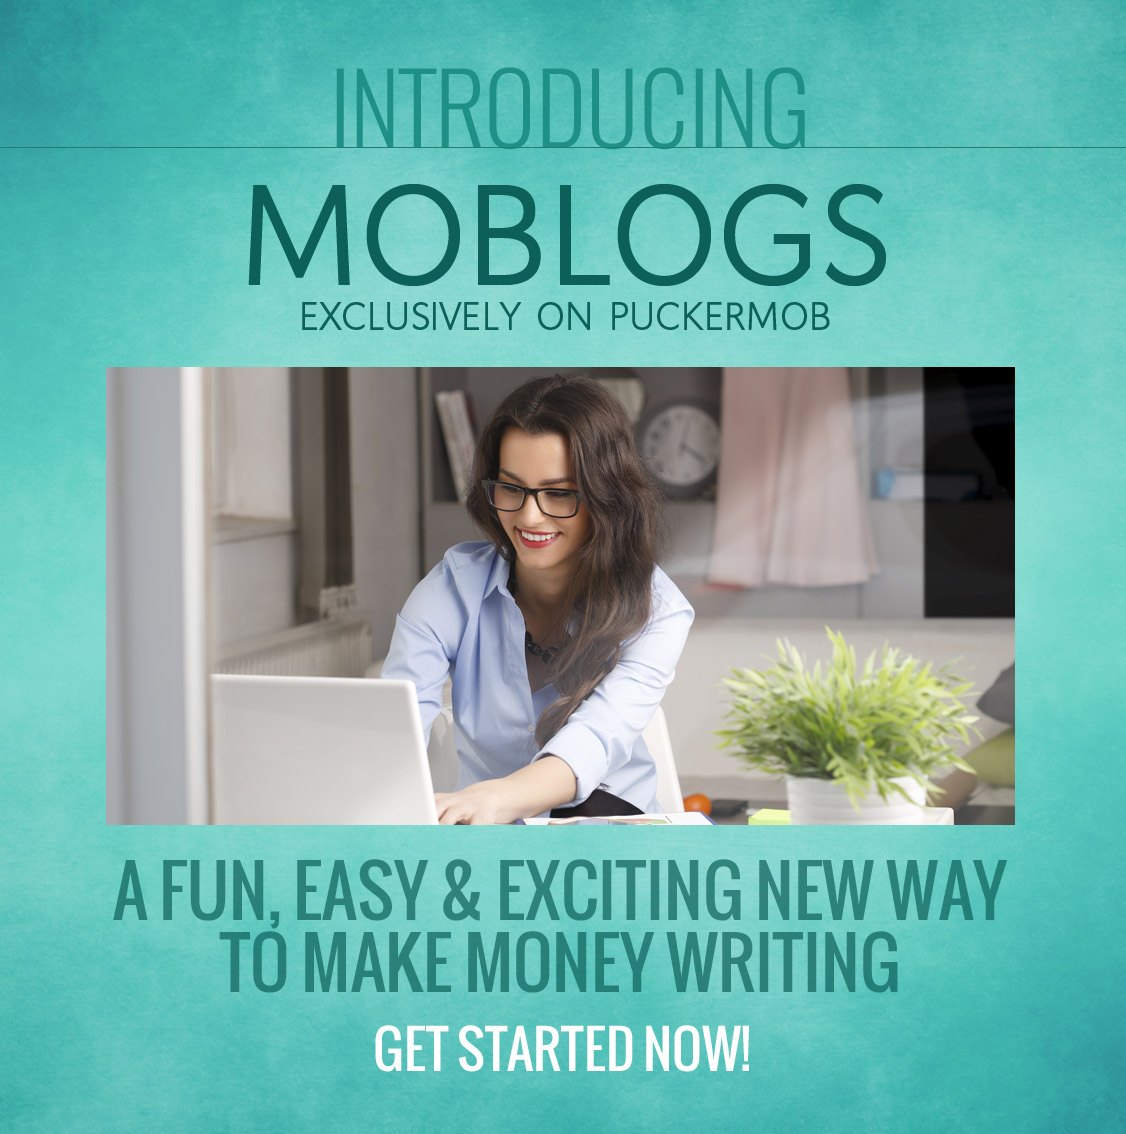 INTRODUCING
MOBLOGS
EXCLUSIVELY ON PUCKERMOB
A FUN, EASY & EXCITING NEW WAY
TO MAKE MONEY WRITING
GET STARTED NOW!